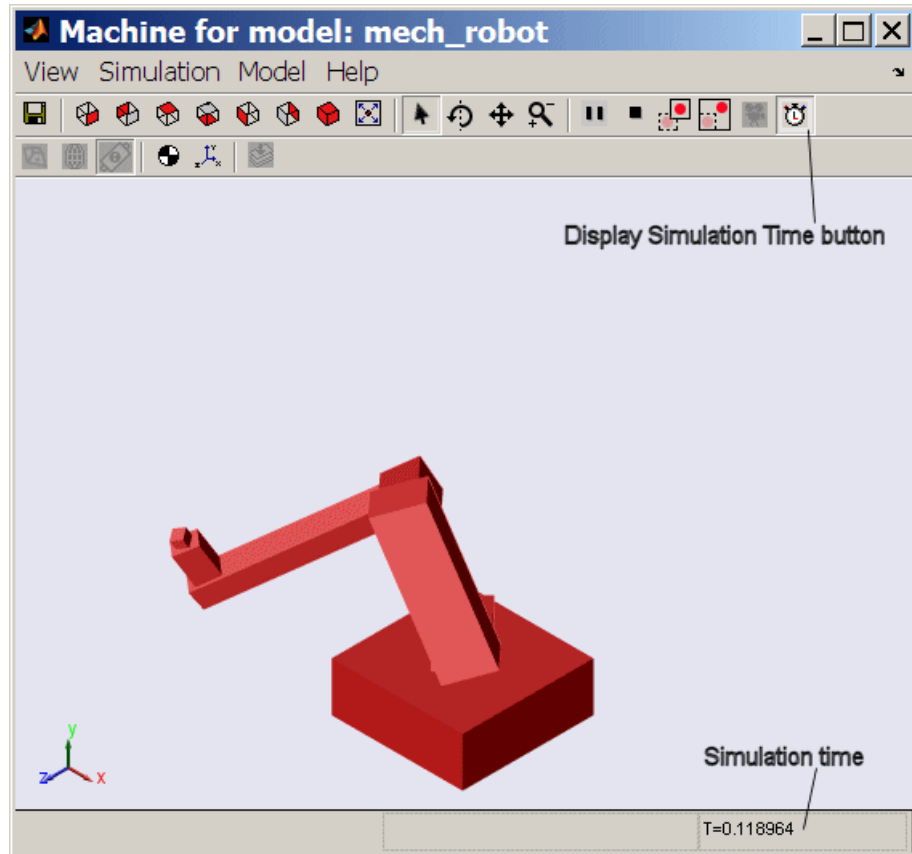 Machine for model: mech_robot
View Simulation Model Help
Display Simulation Time button
y
z x
Simulation time
T=0.118964